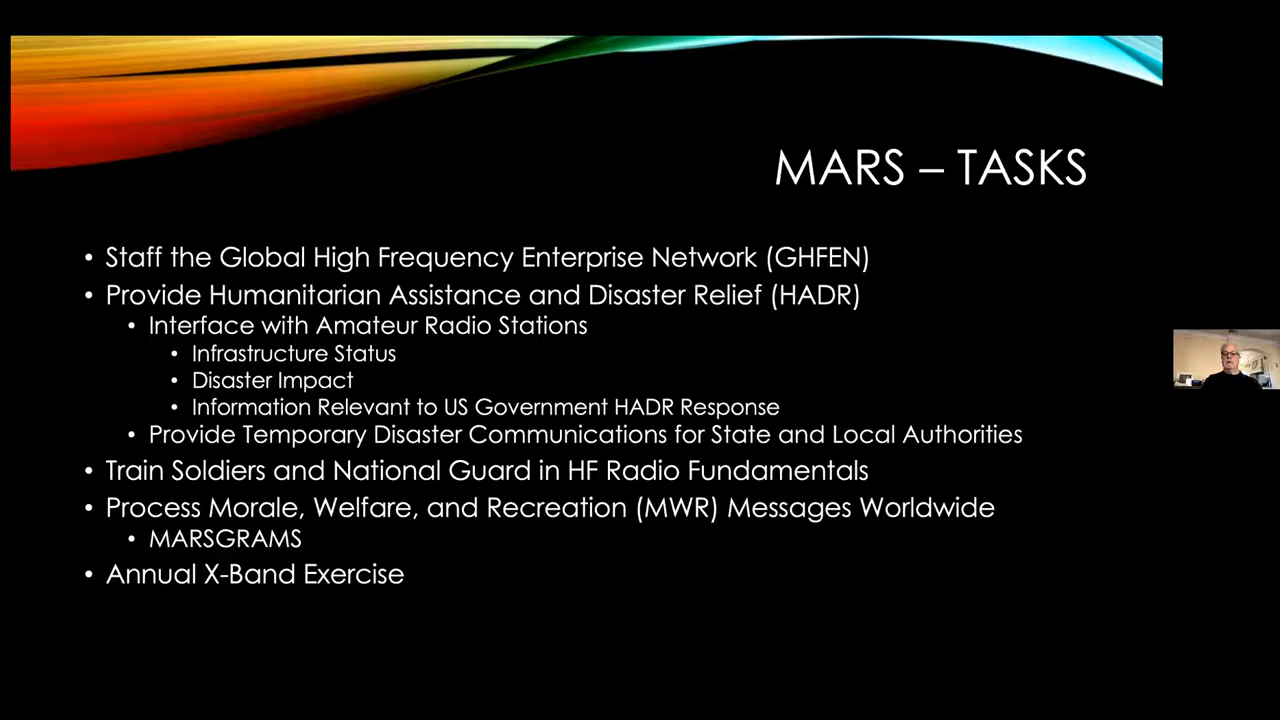 MARS – TASKS
• Staff the Global High Frequency Enterprise Network (GHFEN)
• Provide Humanitarian Assistance and Disaster Relief (HADR)
• Interface with Amateur Radio Stations
• Infrastructure Status
• Disaster Impact
• Information Relevant to US Government HADR Response
• Provide Temporary Disaster Communications for State and Local Authorities
• Train Soldiers and National Guard in HF Radio Fundamentals
• Process Morale, Welfare, and Recreation (MWR) Messages Worldwide
• MARSGRAMS
• Annual X-Band Exercise